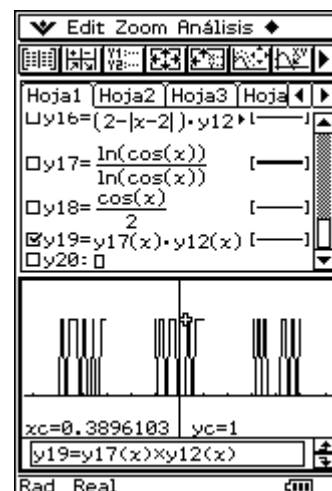 Edit Zoom Análisis
Hoja1 Hoja2 Hoja3 Hoja
y16=(2-|x-2|)·y12
y17=ln(cos(x))/ln(cos(x))
y18=cos(x)/2
y19=y17(x)·y12(x)
y20:
xc=0.3896103 yc=1
y19=y17(x)×y12(x)
Rad Real